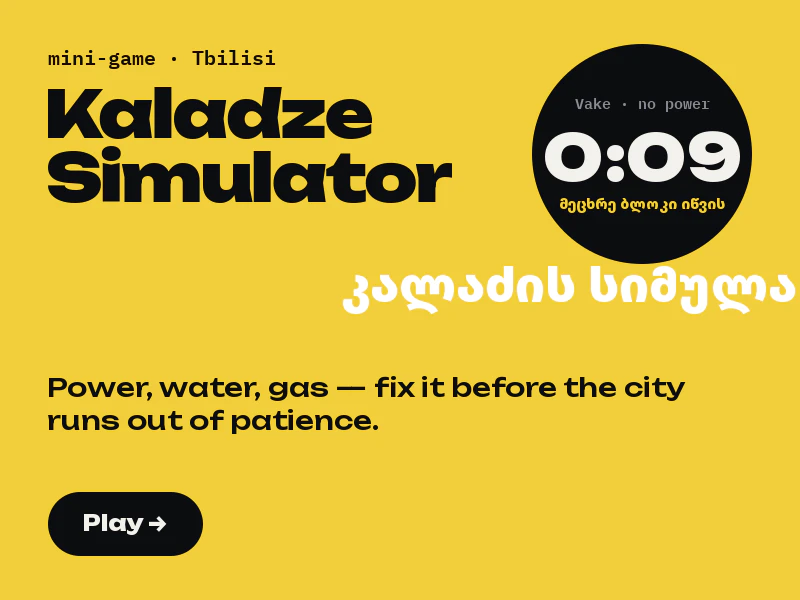 mini-game · Tbilisi
Kaladze
Simulator
Vake · no power
0:09
მეცხრე ბლოკი იწვის
კალაძის სიმულა
Power, water, gas — fix it before the city
runs out of patience.
Play →